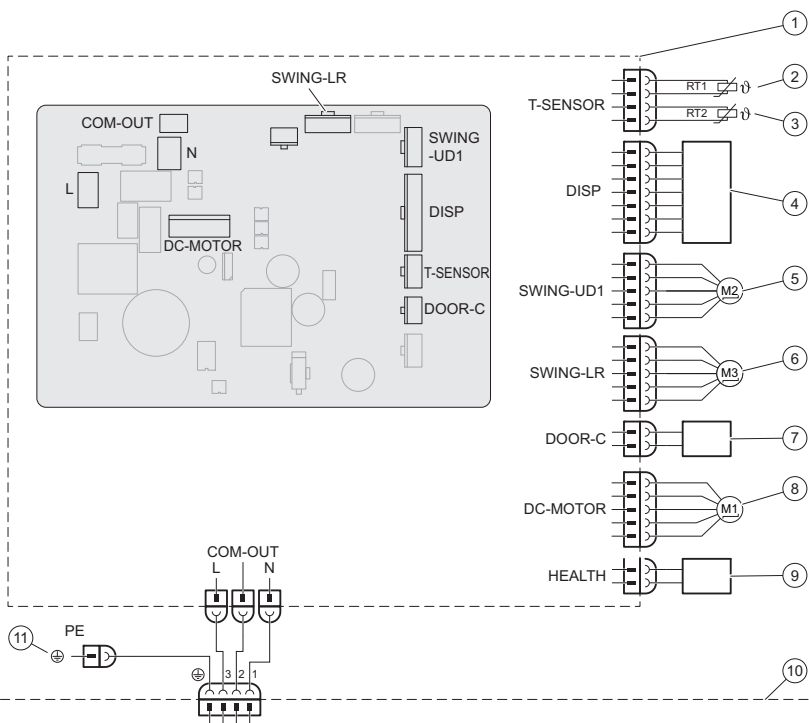 1
SWING-LR
2
RT1 ϑ
T-SENSOR
RT2 ϑ
3
COM-OUT
N
SWING
-UD1
L
DISP
4
DISP
DC-MOTOR
T-SENSOR
SWING-UD1
M2
5
DOOR-C
SWING-LR
M3
6
DOOR-C
7
DC-MOTOR
M1
8
COM-OUT
L N
HEALTH
9
11
PE
3 2 1
10